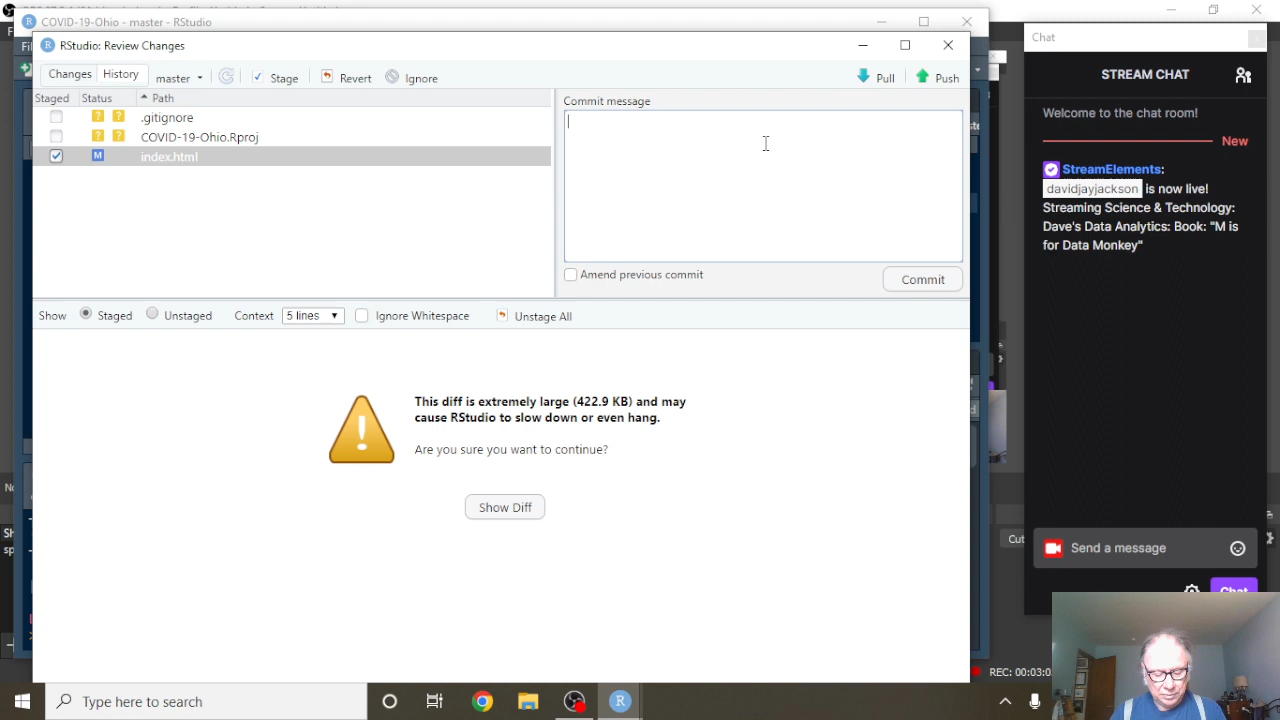 COVID-19-Ohio - master - RStudio
RStudio: Review Changes
Changes History master Stage Revert Ignore Pull Push
Staged Status Path
.gitignore
COVID-19-Ohio.Rproj
M index.html
Commit message
Amend previous commit
Commit
Show Staged Unstaged Context 5 lines Ignore Whitespace Unstage All
This diff is extremely large (422.9 KB) and may
cause RStudio to slow down or even hang.
Are you sure you want to continue?
Show Diff
Chat
STREAM CHAT
Welcome to the chat room!
New
StreamElements:
davidjayjackson is now live!
Streaming Science & Technology:
Dave's Data Analytics: Book: "M is
for Data Monkey"
Send a message
Chat
REC: 00:03:0
Type here to search